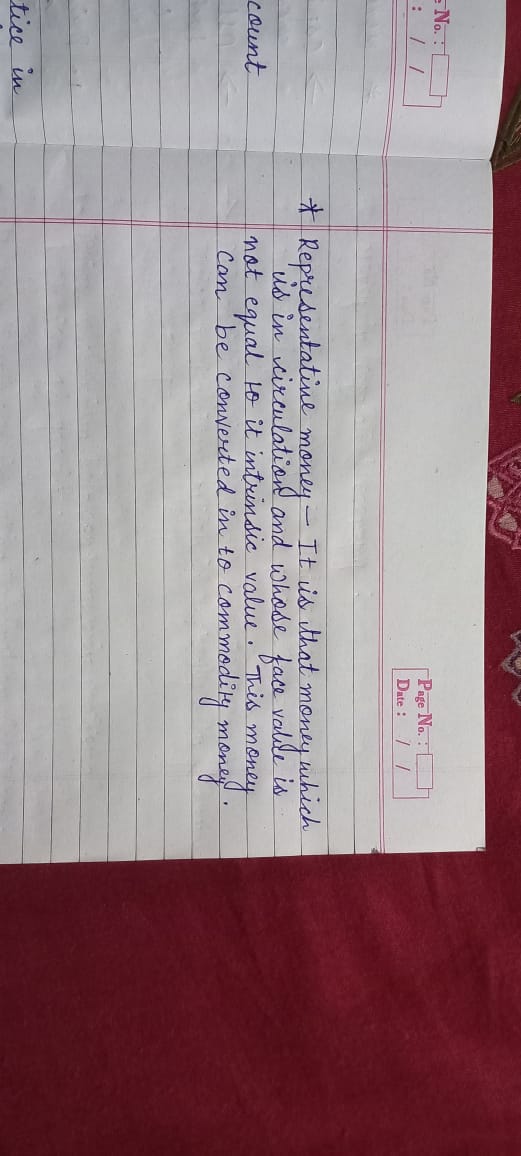 No. :
: / /
Page No. :
Date : / /
* Representative money - It is that money which
is in circulation and whose face value is
not equal to it intrinsic value. This money
can be converted in to commodity money.
count
tice in